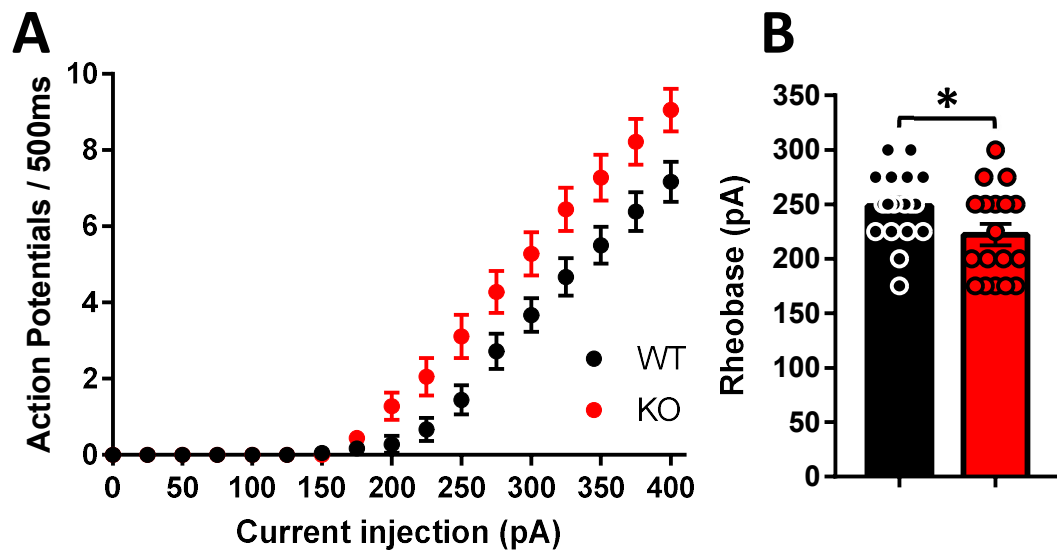 A
Action Potentials / 500ms
10
8
6
4
2
0
0 50 100 150 200 250 300 350 400
Current injection (pA)
WT
KO
B
Rheobase (pA)
350
300
250
200
150
100
50
0
*